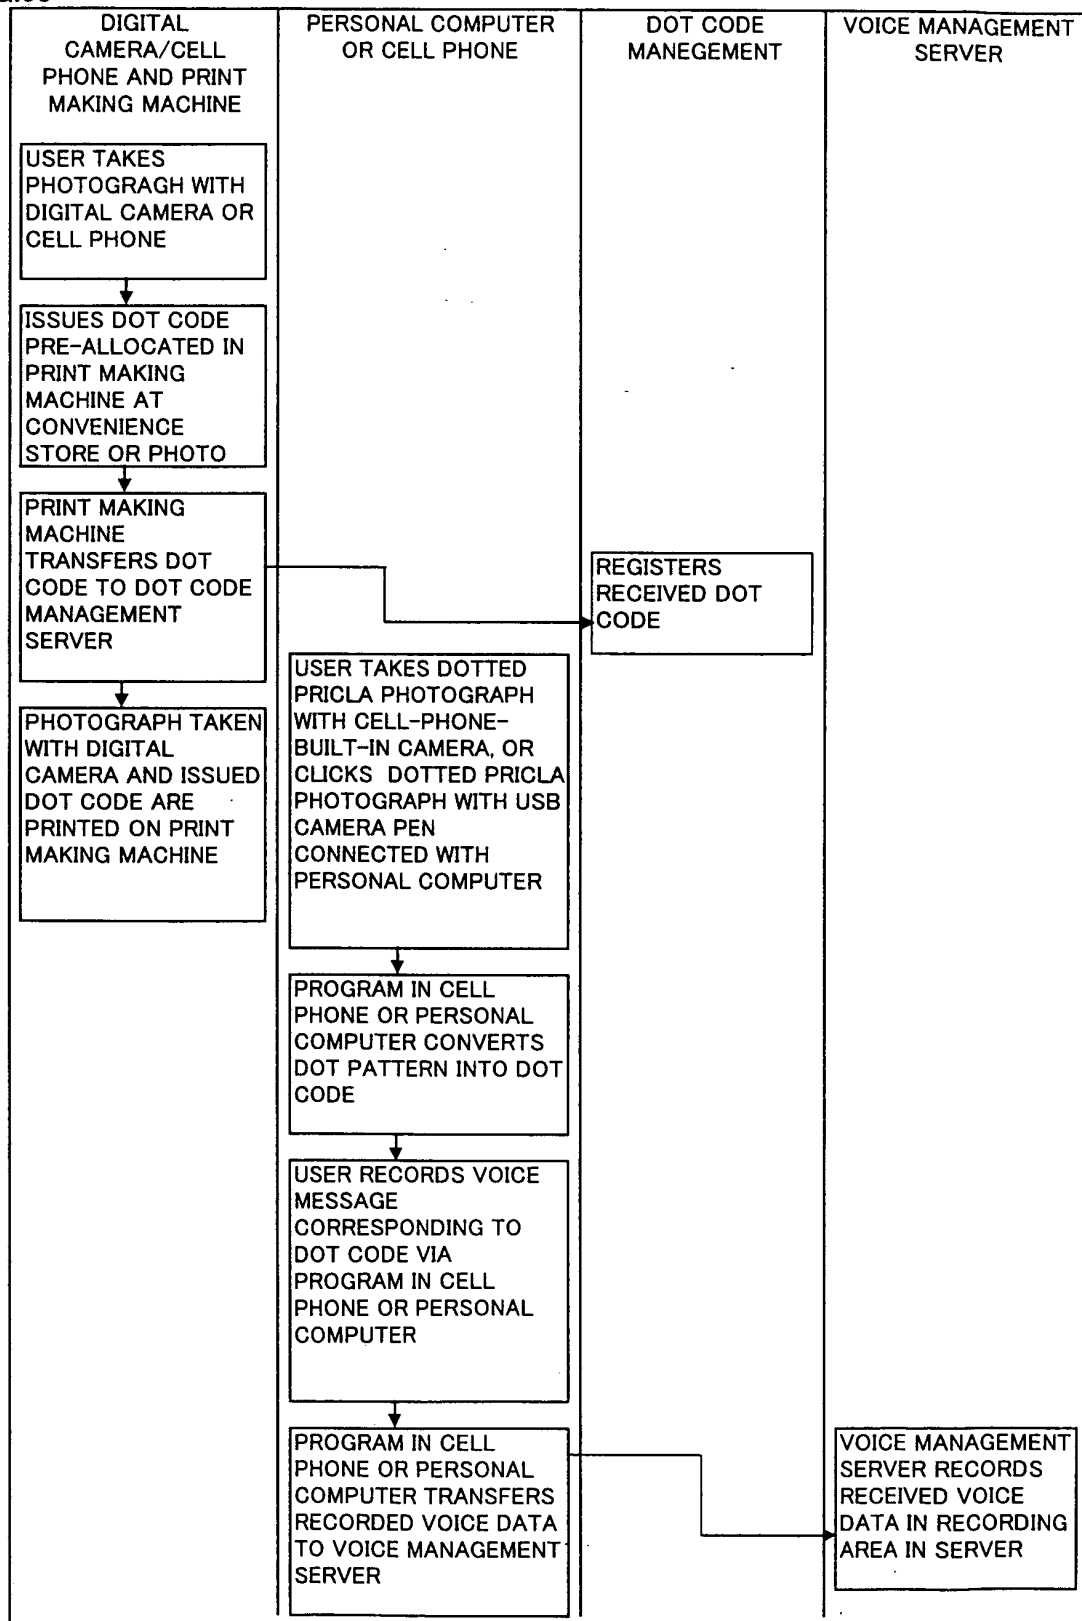 DIGITAL
CAMERA/CELL
PHONE AND PRINT
MAKING MACHINE
PERSONAL COMPUTER
OR CELL PHONE
DOT CODE
MANEGEMENT
VOICE MANAGEMENT
SERVER
USER TAKES
PHOTOGRAGH WITH
DIGITAL CAMERA OR
CELL PHONE
ISSUES DOT CODE
PRE-ALLOCATED IN
PRINT MAKING
MACHINE AT
CONVENIENCE
STORE OR PHOTO
PRINT MAKING
MACHINE
TRANSFERS DOT
CODE TO DOT CODE
MANAGEMENT
SERVER
REGISTERS
RECEIVED DOT
CODE
PHOTOGRAPH TAKEN
WITH DIGITAL
CAMERA AND ISSUED
DOT CODE ARE
PRINTED ON PRINT
MAKING MACHINE
USER TAKES DOTTED
PRICLA PHOTOGRAPH
WITH CELL-PHONE-
BUILT-IN CAMERA, OR
CLICKS DOTTED PRICLA
PHOTOGRAPH WITH USB
CAMERA PEN
CONNECTED WITH
PERSONAL COMPUTER
PROGRAM IN CELL
PHONE OR PERSONAL
COMPUTER CONVERTS
DOT PATTERN INTO DOT
CODE
USER RECORDS VOICE
MESSAGE
CORRESPONDING TO
DOT CODE VIA
PROGRAM IN CELL
PHONE OR PERSONAL
COMPUTER
PROGRAM IN CELL
PHONE OR PERSONAL
COMPUTER TRANSFERS
RECORDED VOICE DATA
TO VOICE MANAGEMENT
SERVER
VOICE MANAGEMENT
SERVER RECORDS
RECEIVED VOICE
DATA IN RECORDING
AREA IN SERVER